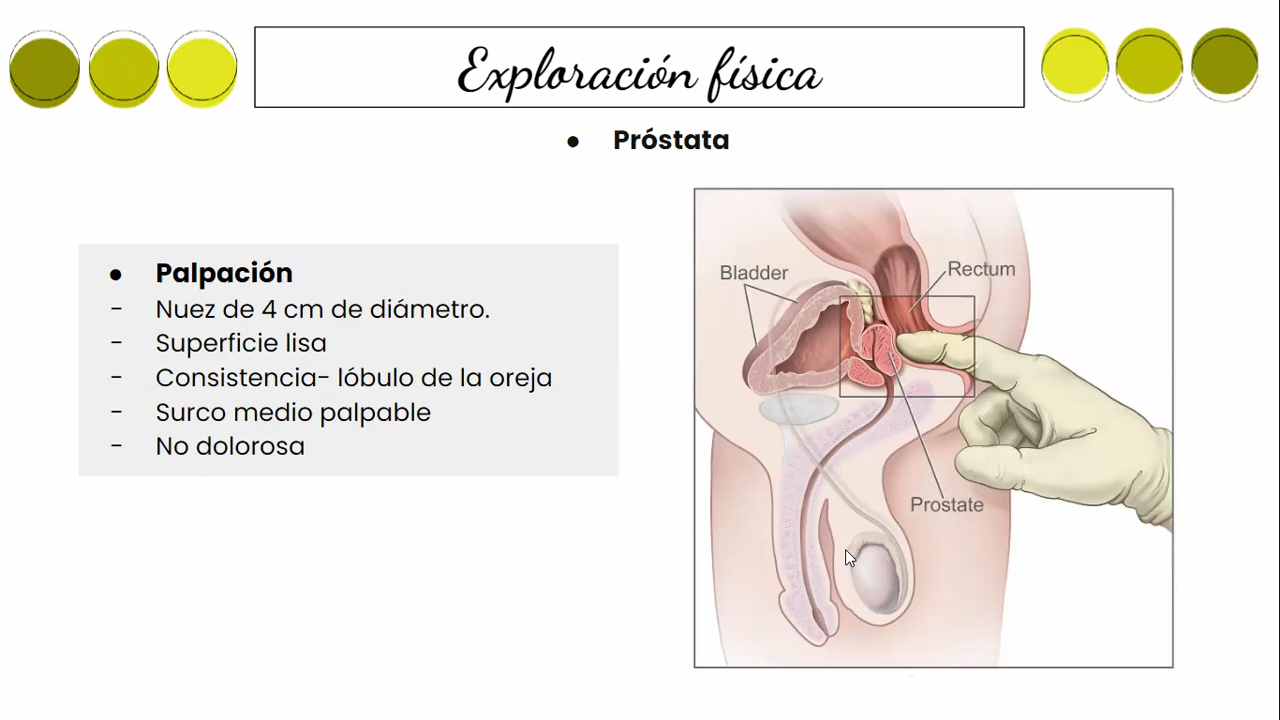 Exploración física
● Próstata
● Palpación
- Nuez de 4 cm de diámetro.
- Superficie lisa
- Consistencia- lóbulo de la oreja
- Surco medio palpable
- No dolorosa
Bladder
Rectum
Prostate